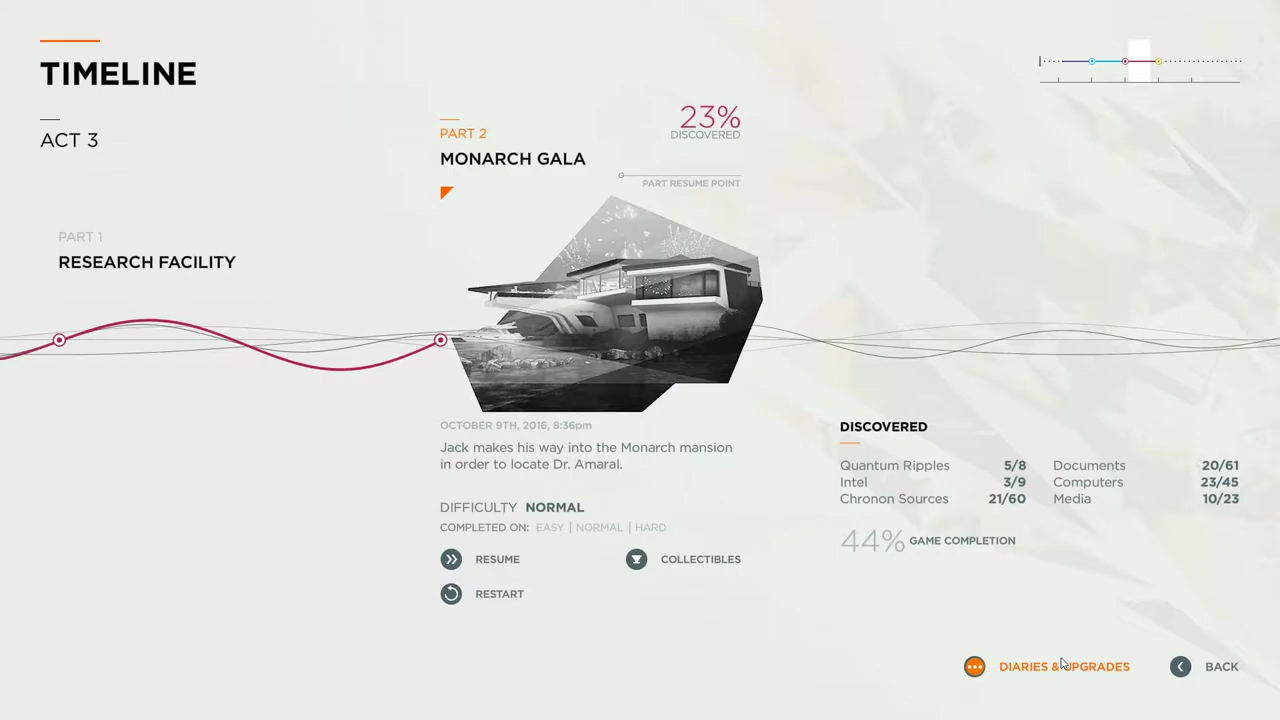 TIMELINE
ACT 3
PART 1
RESEARCH FACILITY
PART 2
MONARCH GALA
23%
DISCOVERED
PART RESUME POINT
OCTOBER 9TH, 2016, 8:36pm
Jack makes his way into the Monarch mansion
in order to locate Dr. Amaral.
DIFFICULTY NORMAL
COMPLETED ON: EASY | NORMAL | HARD
RESUME
COLLECTIBLES
RESTART
DISCOVERED
Quantum Ripples 5/8 Documents 20/61
Intel 3/9 Computers 23/45
Chronon Sources 21/60 Media 10/23
44% GAME COMPLETION
DIARIES & UPGRADES
BACK